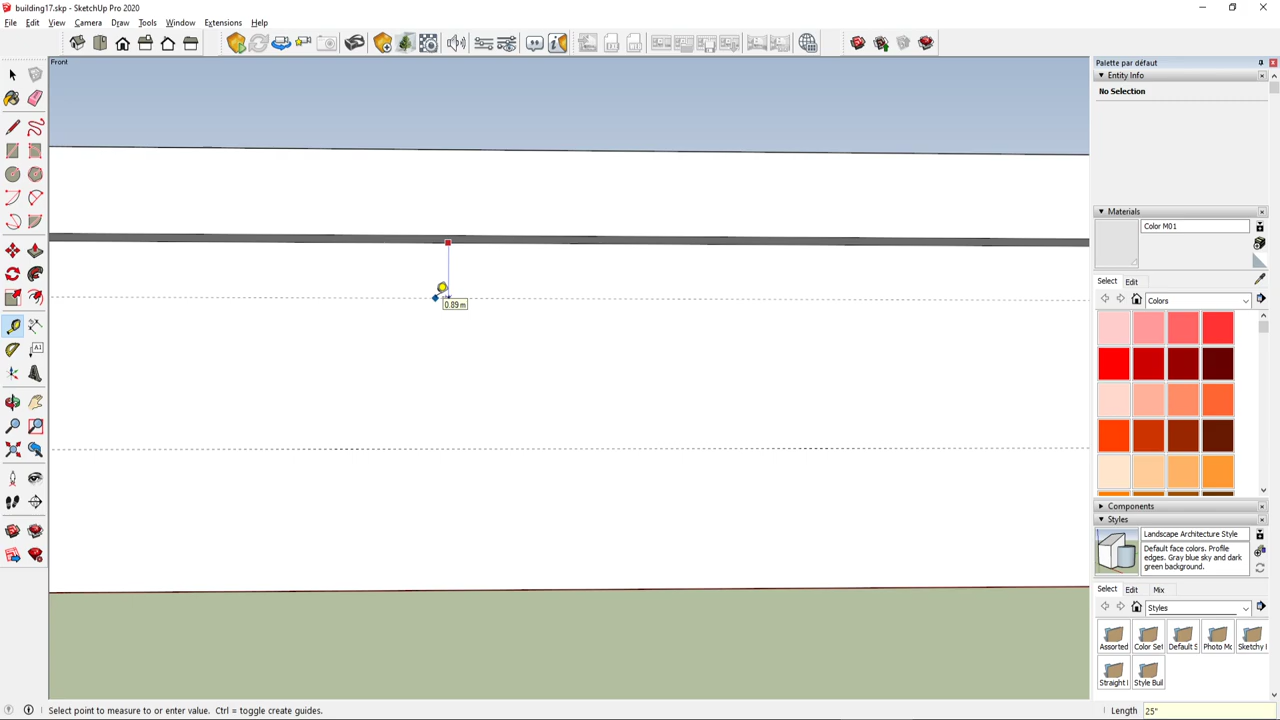 building17.skp - SketchUp Pro 2020
File Edit View Camera Draw Tools Window Extensions Help
Front
Palette par défaut
Entity Info
No Selection
Materials
Color M01
Select Edit
Colors
0.89 m
Components
Styles
Landscape Architecture Style
Default face colors. Profile
edges. Gray blue sky and dark
green background.
Select Edit Mix
Styles
Assorted Color Set Default S Photo Mo Sketchy I
Straight I Style Buil
Select point to measure to or enter value. Ctrl = toggle create guides.
Length 25"